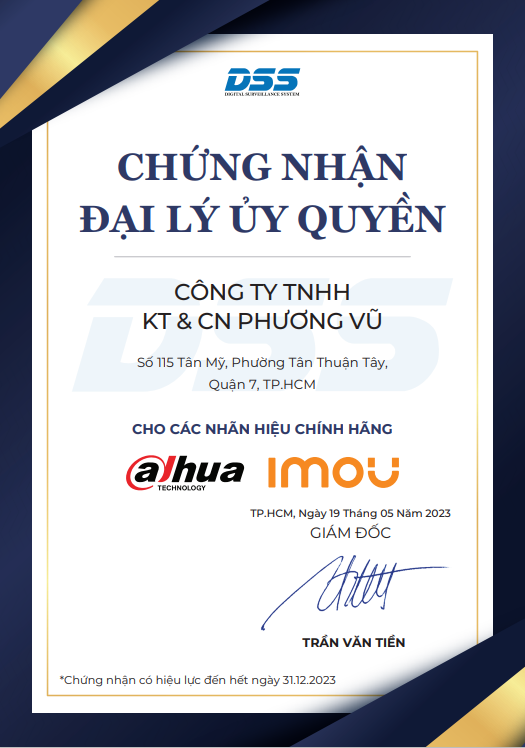 DSS
DIGITAL SURVEILLANCE SYSTEM
CHỨNG NHẬN
ĐẠI LÝ ỦY QUYỀN
DSS
CÔNG TY TNHH
KT & CN PHƯƠNG VŨ
Số 115 Tân Mỹ, Phường Tân Thuận Tây,
Quận 7, TP.HCM
CHO CÁC NHÃN HIỆU CHÍNH HÃNG
alhua
TECHNOLOGY
imou
TP.HCM, Ngày 19 Tháng 05 Năm 2023
GIÁM ĐỐC
TRẦN VĂN TIỀN
*Chứng nhận có hiệu lực đến hết ngày 31.12.2023